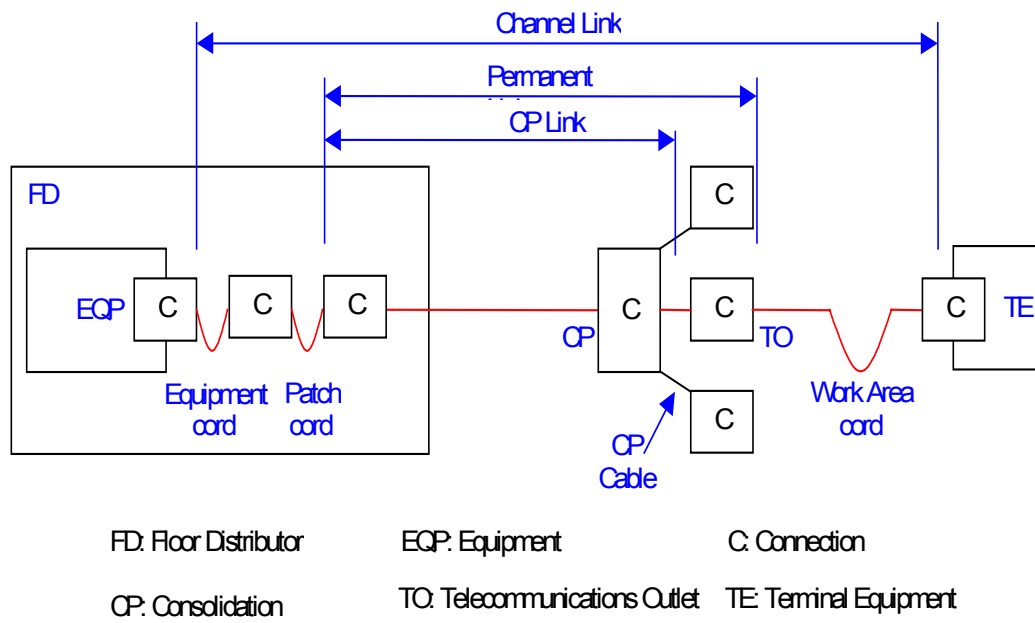 Channel Link
Permanent
CP Link
FD
C
C
C
C
C
C
C
C
EQP
CP
TO
TE
Equipment
cord
Patch
cord
Work Area
cord
CP
Cable
FD: Floor Distributor
EQP: Equipment
C: Connection
CP: Consolidation
TO: Telecommunications Outlet
TE: Terminal Equipment